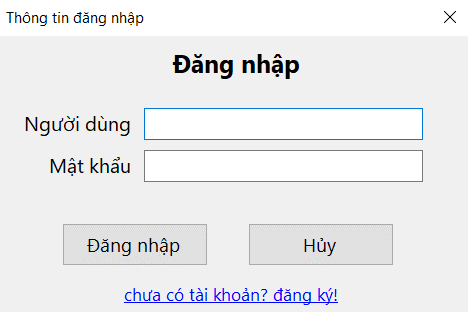 Thông tin đăng nhập
Đăng nhập
Người dùng
Mật khẩu
Đăng nhập
Hủy
chưa có tài khoản? đăng ký!